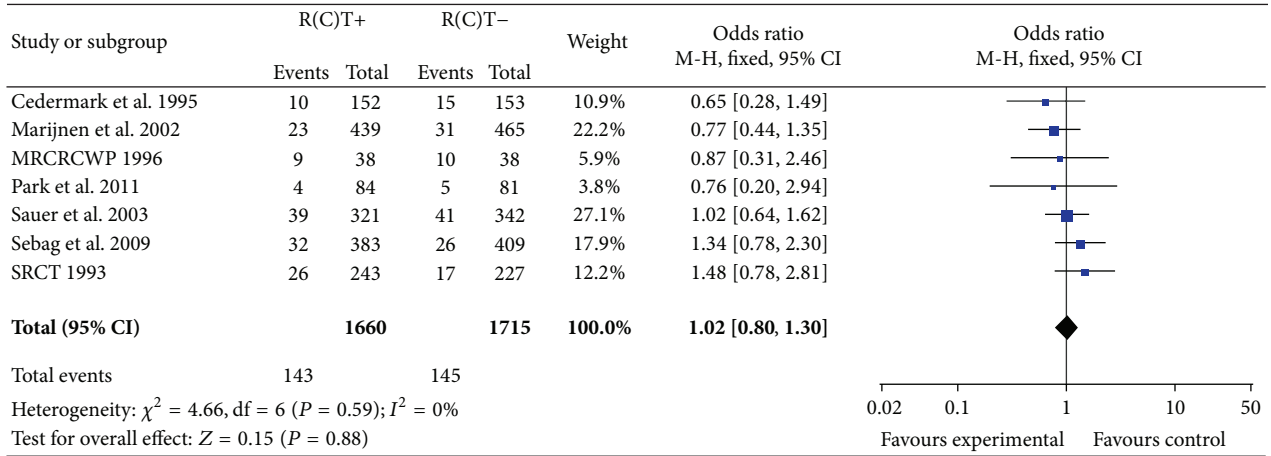 Study or subgroup R(C)T+ R(C)T− Weight Odds ratio M-H, fixed, 95% CI Odds ratio M-H, fixed, 95% CI
Events Total Events Total
Cedermark et al. 1995 10 152 15 153 10.9% 0.65 [0.28, 1.49]
Marijnen et al. 2002 23 439 31 465 22.2% 0.77 [0.44, 1.35]
MRCRCWP 1996 9 38 10 38 5.9% 0.87 [0.31, 2.46]
Park et al. 2011 4 84 5 81 3.8% 0.76 [0.20, 2.94]
Sauer et al. 2003 39 321 41 342 27.1% 1.02 [0.64, 1.62]
Sebag et al. 2009 32 383 26 409 17.9% 1.34 [0.78, 2.30]
SRCT 1993 26 243 17 227 12.2% 1.48 [0.78, 2.81]
Total (95% CI) 1660 1715 100.0% 1.02 [0.80, 1.30]
Total events 143 145
Heterogeneity: χ² = 4.66, df = 6 (P = 0.59); I² = 0%
Test for overall effect: Z = 0.15 (P = 0.88)
0.02 0.1 1 10 50
Favours experimental Favours control